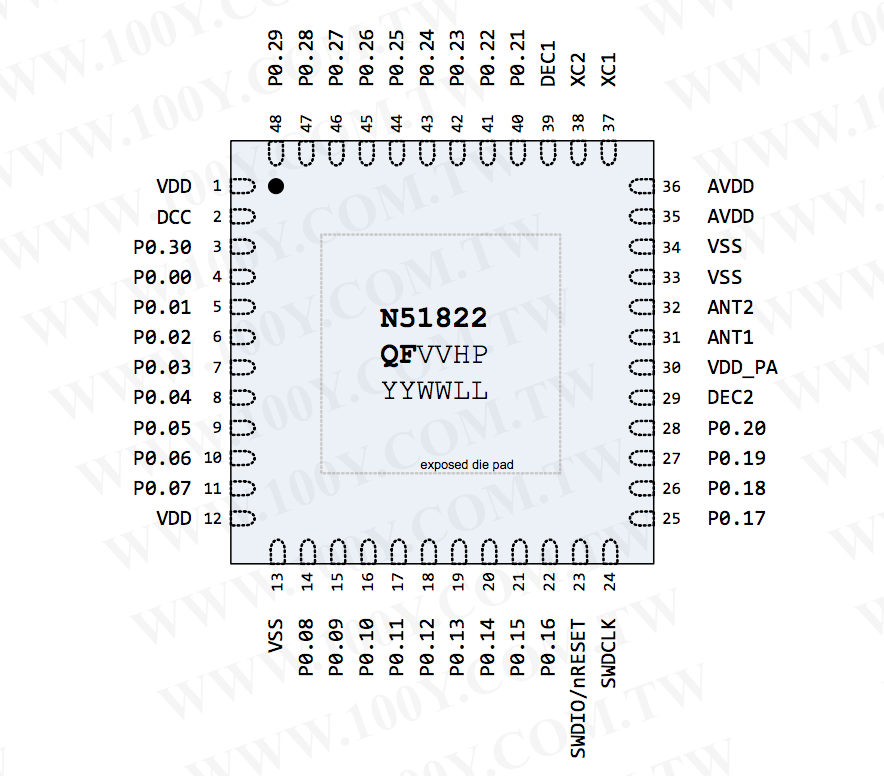 P0.29 P0.28 P0.27 P0.26 P0.25 P0.24 P0.23 P0.22 P0.21 DEC1 XC2 XC1
48 47 46 45 44 43 42 41 40 39 38 37
VDD 1 36 AVDD
DCC 2 35 AVDD
P0.30 3 34 VSS
P0.00 4 33 VSS
P0.01 5 32 ANT2
P0.02 6 31 ANT1
P0.03 7 30 VDD_PA
P0.04 8 29 DEC2
P0.05 9 28 P0.20
P0.06 10 27 P0.19
P0.07 11 26 P0.18
VDD 12 25 P0.17
N51822
QFVVHP
YYWWLL
exposed die pad
13 14 15 16 17 18 19 20 21 22 23 24
VSS P0.08 P0.09 P0.10 P0.11 P0.12 P0.13 P0.14 P0.15 P0.16 SWDIO/nRESET SWDCLK
WWW.100Y.COM.TW